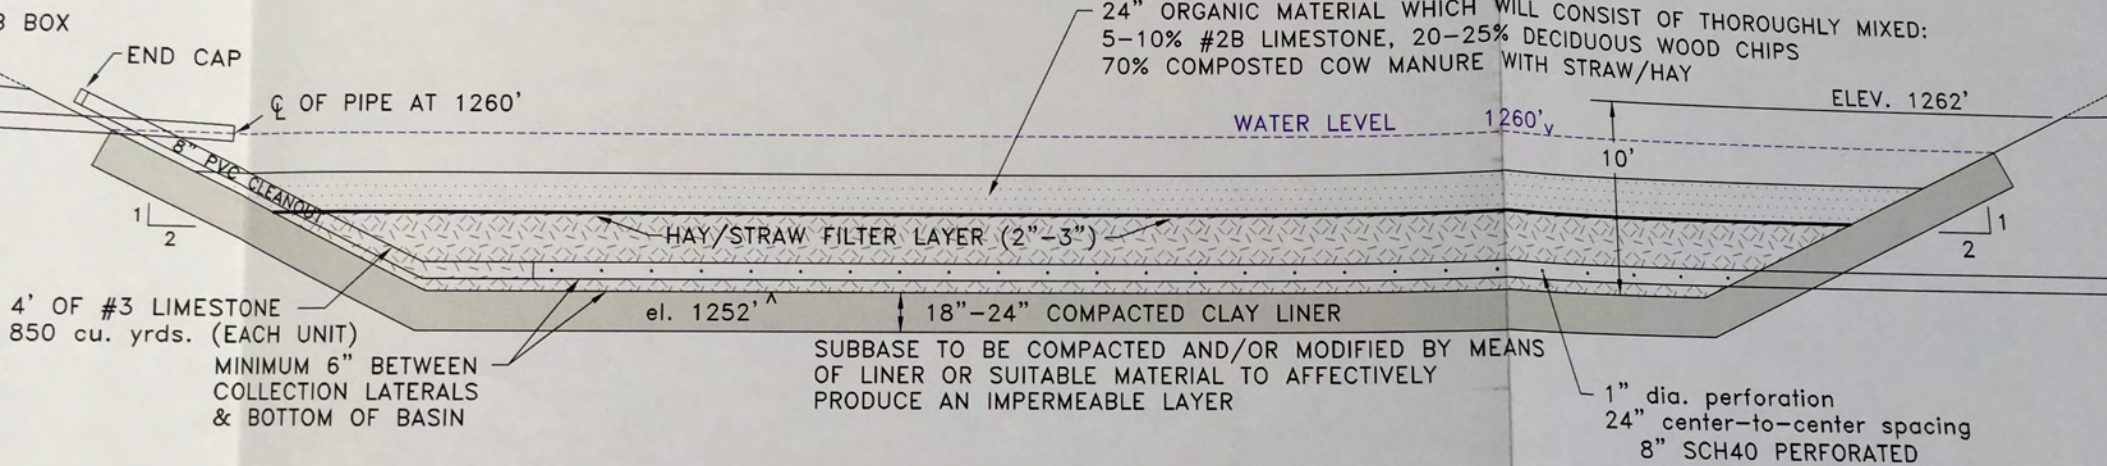 B BOX
END CAP
℄ OF PIPE AT 1260'
8" PVC CLEANOUT
24" ORGANIC MATERIAL WHICH WILL CONSIST OF THOROUGHLY MIXED:
5-10% #2B LIMESTONE, 20-25% DECIDUOUS WOOD CHIPS
70% COMPOSTED COW MANURE WITH STRAW/HAY
WATER LEVEL 1260'
ELEV. 1262'
10'
1
2
HAY/STRAW FILTER LAYER (2"-3")
1
2
4' OF #3 LIMESTONE
850 cu. yrds. (EACH UNIT)
el. 1252'
18"-24" COMPACTED CLAY LINER
MINIMUM 6" BETWEEN
COLLECTION LATERALS
& BOTTOM OF BASIN
SUBBASE TO BE COMPACTED AND/OR MODIFIED BY MEANS
OF LINER OR SUITABLE MATERIAL TO AFFECTIVELY
PRODUCE AN IMPERMEABLE LAYER
1" dia. perforation
24" center-to-center spacing
8" SCH40 PERFORATED